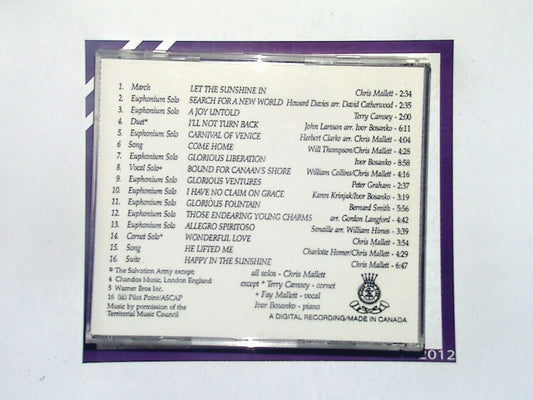 1. March LET THE SUNSHINE IN Chris Mallett - 2:34
2. Euphonium Solo SEARCH FOR A NEW WORLD Howard Davies arr. David Catherwood - 2:35
3. Euphonium Solo A JOY UNTOLD Terry Camsey - 2:00
4. Duet* I'LL NOT TURN BACK John Larsson arr. Ivor Bosanko - 6:11
5. Euphonium Solo CARNIVAL OF VENICE Herbert Clarke arr. Chris Mallett - 4:04
6 Song COME HOME Will Thompson/Chris Mallett - 4:28
7. Euphonium Solo GLORIOUS LIBERATION Ivor Bosanko - 8:58
8. Vocal Solo+ BOUND FOR CANAAN'S SHORE William Collins/Chris Mallett - 4:16
9. Euphonium Solo GLORIOUS VENTURES Peter Graham - 2:37
10. Euphonium Solo I HAVE NO CLAIM ON GRACE Karen Krinjak/Ivor Bosanko - 3:19
11. Euphonium Solo GLORIOUS FOUNTAIN Bernard Smith - 5:56
12. Euphonium Solo THOSE ENDEARING YOUNG CHARMS arr. Gordon Langford - 4:42
13. Euphonium Solo ALLEGRO SPIRITOSO Senaille arr. William Himes - 3:39
14. Cornet Solo* WONDERFUL LOVE Chris Mallett - 3:54
15. Song HE LIFTED ME Charlotte Homer/Chris Mallett - 4:29
16. Suite HAPPY IN THE SUNSHINE Chris Mallett - 6:47
The Salvation Army except:
4 Chandos Music, London England
5 Warner Bros Inc.
16 Pilot Point/ASCAP
Music by permission of the
Territorial Music Council
all solos - Chris Mallett
except * Terry Camsey - cornet
+ Fay Mallett - vocal
Ivor Bosanko - piano
A DIGITAL RECORDING/MADE IN CANADA
2012